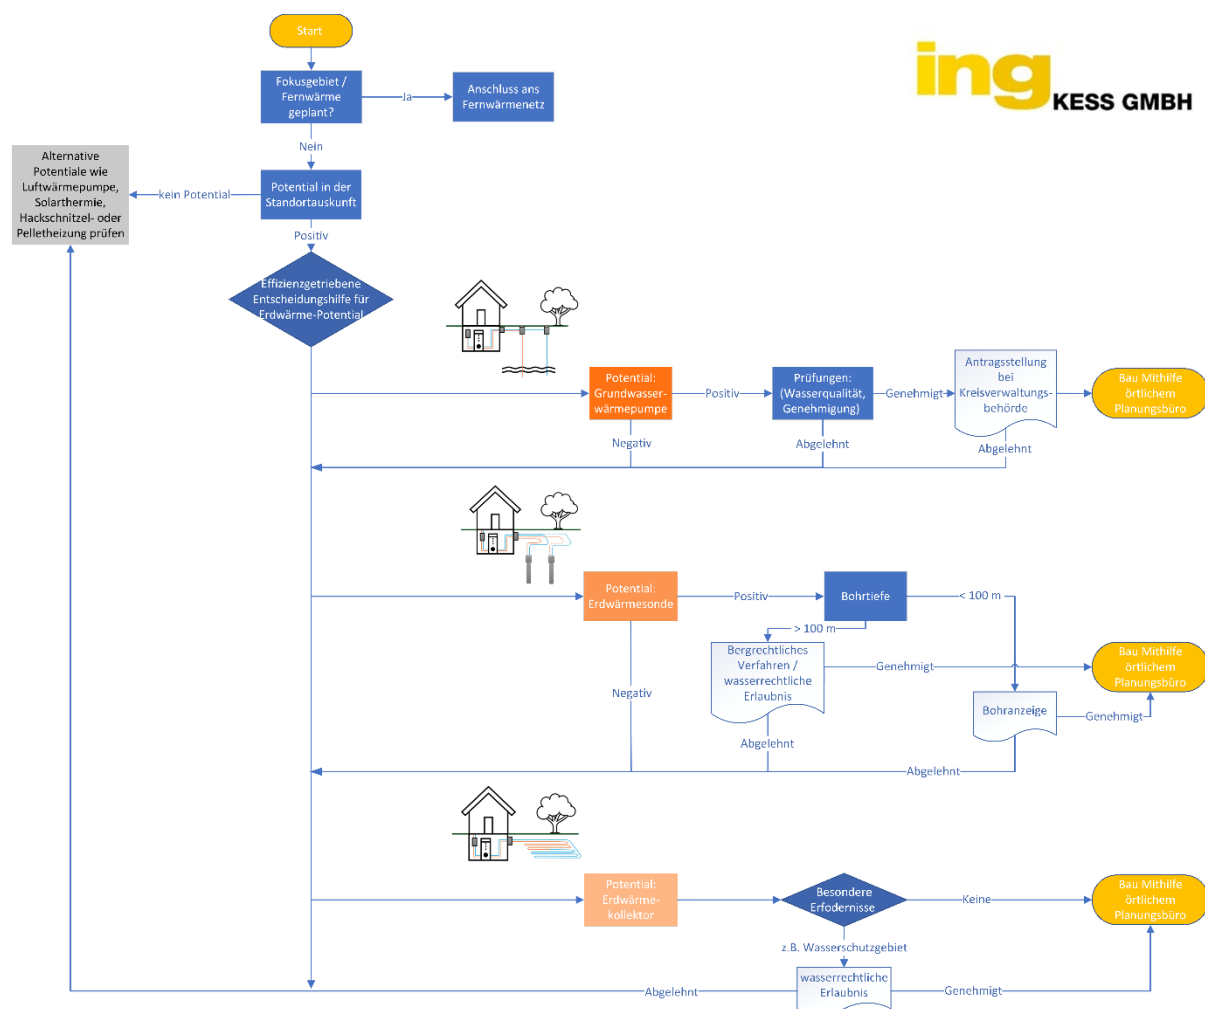 Start
ing
KESS GMBH
Fokusgebiet /
Fernwärme
geplant?
Ja
Anschluss ans
Fernwärmenetz
Nein
Alternative
Potentiale wie
Luftwärmepumpe,
Solarthermie,
Hackschnitzel- oder
Pelletheizung prüfen
kein Potential
Potential in der
Standortauskunft
Positiv
Effizienzgetriebene
Entscheidungshilfe für
Erdwärme-Potential
Potential:
Grundwasser-
wärmepumpe
Positiv
Prüfungen:
(Wasserqualität,
Genehmigung)
Genehmigt
Antragsstellung
bei
Kreisverwaltungs-
behörde
Bau Mithilfe
örtlichem
Planungsbüro
Negativ
Abgelehnt
Abgelehnt
Potential:
Erdwärmesonde
Positiv
Bohrtiefe
< 100 m
> 100 m
Bergrechtliches
Verfahren /
wasserrechtliche
Erlaubnis
Genehmigt
Bau Mithilfe
örtlichem
Planungsbüro
Negativ
Bohranzeige
Genehmigt
Abgelehnt
Abgelehnt
Potential:
Erdwärme-
kollektor
Besondere
Erfodernisse
Keine
Bau Mithilfe
örtlichem
Planungsbüro
z.B. Wasserschutzgebiet
Abgelehnt
wasserrechtliche
Erlaubnis
Genehmigt